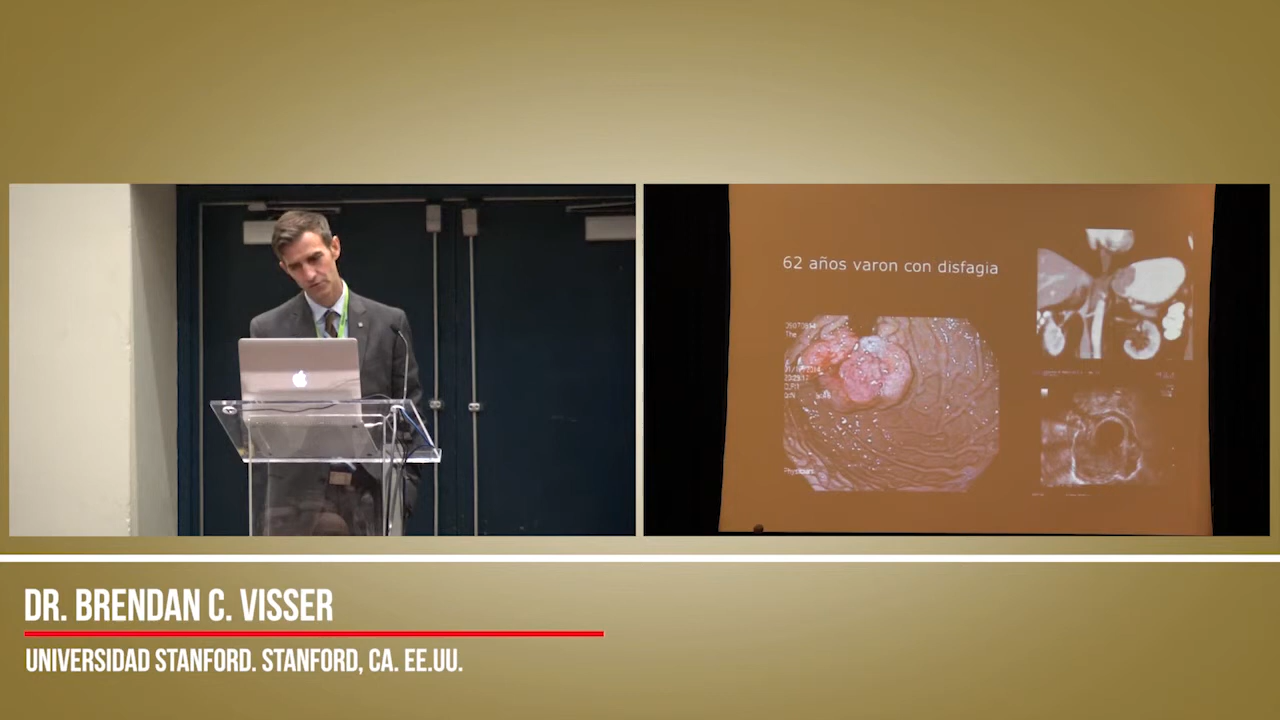 62 años varon con disfagia
DR. BRENDAN C. VISSER
UNIVERSIDAD STANFORD. STANFORD, CA. EE.UU.